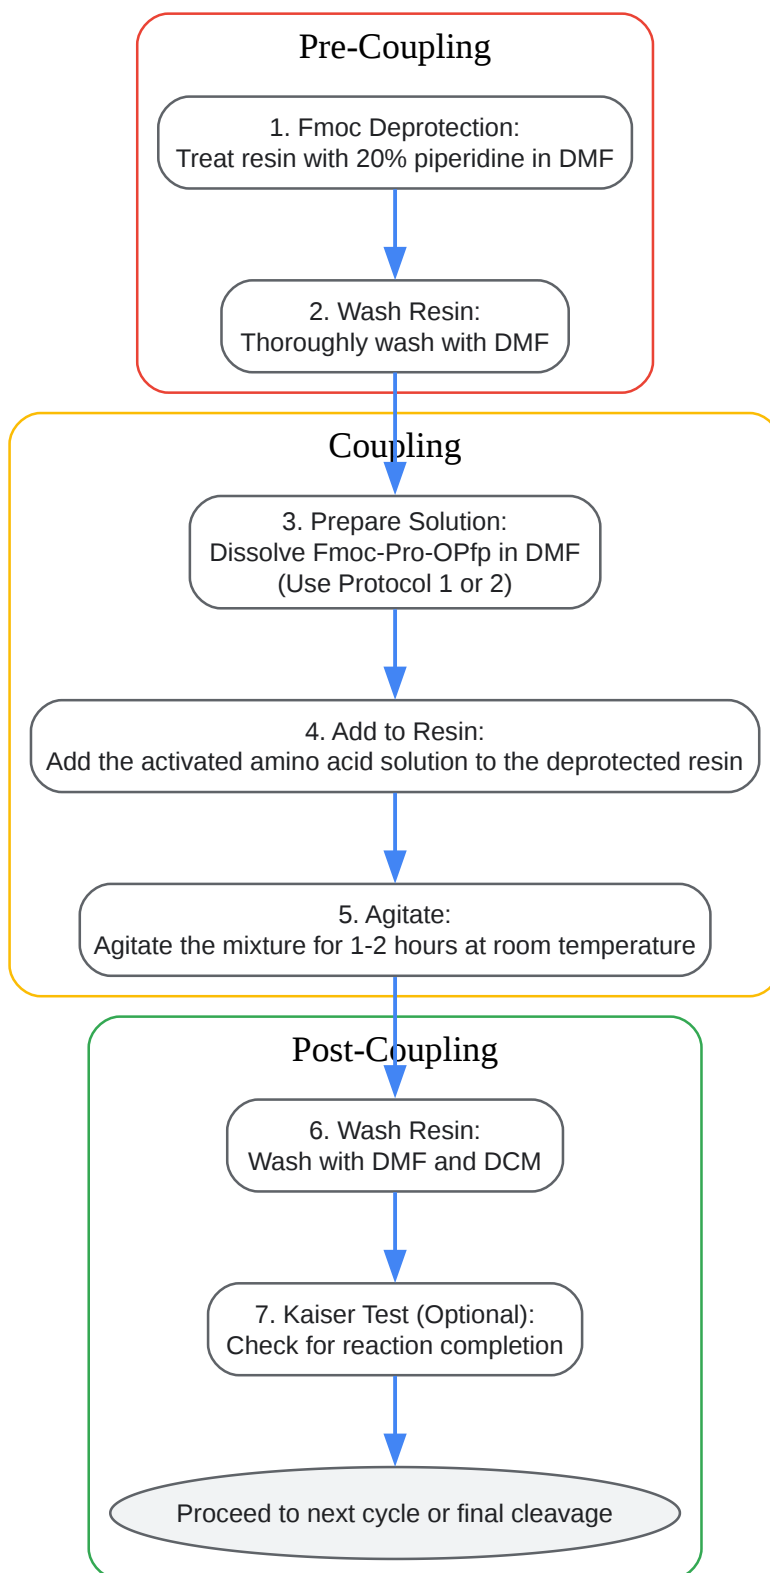 Pre-Coupling
1. Fmoc Deprotection:
Treat resin with 20% piperidine in DMF
2. Wash Resin:
Thoroughly wash with DMF
Coupling
3. Prepare Solution:
Dissolve Fmoc-Pro-OPfp in DMF
(Use Protocol 1 or 2)
4. Add to Resin:
Add the activated amino acid solution to the deprotected resin
5. Agitate:
Agitate the mixture for 1-2 hours at room temperature
Post-Coupling
6. Wash Resin:
Wash with DMF and DCM
7. Kaiser Test (Optional):
Check for reaction completion
Proceed to next cycle or final cleavage